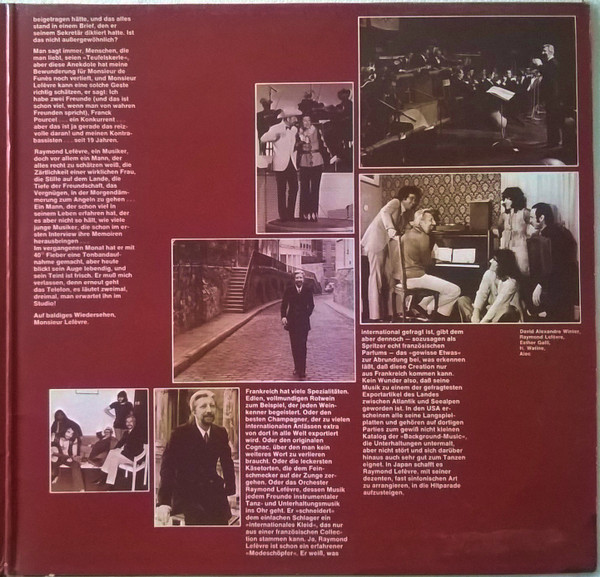 beigetragen hätte, und das alles
stand in einem Brief, den er
seinem Sekretär diktiert hatte. Ist
das nicht außergewöhnlich?
Man sagt immer, Menschen, die
man liebt, seien »Teufelskerle«,
aber diese Anekdote hat meine
Bewunderung für Monsieur de
Funès noch vertieft, und Monsieur
Lefèvre kann eine solche Geste
richtig schätzen, er sagt: Ich
habe zwei Freunde (und das ist
schon viel, wenn man von wahren
Freunden spricht), Franck
Pourcel . . . ein Konkurrent . . .
aber das ist ja gerade das reiz-
volle daran! und meinen Kontra-
bassisten . . . seit 19 Jahren.
Raymond Lefèvre, ein Musiker,
doch vor allem ein Mann, der
alles recht zu schätzen weiß, die
Zärtlichkeit einer wirklichen Frau,
die Stille auf dem Lande, die
Tiefe der Freundschaft, das
Vergnügen, in der Morgendäm-
merung zum Angeln zu gehen . . .
Ein Mann, der schon viel in
seinem Leben erfahren hat, der
es aber nicht so hält, wie viele
junge Musiker, die schon im er-
sten Interview ihre Memoiren
herausbringen . . .
Im vergangenen Monat hat er mit
40° Fieber eine Tonbandauf-
nahme gemacht, aber heute
blickt sein Auge lebendig, und
sein Teint ist frisch. Er muß mich
verlassen, denn erneut geht
das Telefon, es läutet zweimal,
dreimal, man erwartet ihn im
Studio!
Auf baldiges Wiedersehen,
Monsieur Lefèvre.
Frankreich hat viele Spezialitäten.
Edlen, vollmundigen Rotwein
zum Beispiel, der jeden Wein-
kenner begeistert. Oder den
besten Champagner, der zu vielen
internationalen Anlässen extra
von dort in alle Welt exportiert
wird. Oder den originalen
Cognac, über den man kein
weiteres Wort zu verlieren
braucht. Oder die leckersten
Käsetorten, die dem Fein-
schmecker auf der Zunge zer-
gehen. Oder das Orchester
Raymond Lefèvre, dessen Musik
jedem Freunde instrumentaler
Tanz- und Unterhaltungsmusik
ins Ohr geht. Er »schneidert«
dem einfachen Schlager ein
»internationales Kleid«, das nur
aus einer französischen Collec-
tion stammen kann. Ja, Raymond
Lefèvre ist schon ein erfahrener
»Modeschöpfer«. Er weiß, was
international gefragt ist, gibt dem
aber dennoch — sozusagen als
Spritzer echt französischen
Parfums — das »gewisse Etwas«
zur Abrundung bei, was erkennen
läßt, daß diese Creation nur
aus Frankreich kommen kann.
Kein Wunder also, daß seine
Musik zu einem der gefragtesten
Exportartikel des Landes
zwischen Atlantik und Seealpen
geworden ist. In den USA er-
scheinen alle seine Langspiel-
platten und gehören auf dortigen
Parties zum gewiß nicht kleinen
Katalog der »Background-Music«,
die Unterhaltungen untermalt,
aber nicht stört und sich darüber
hinaus auch sehr gut zum Tanzen
eignet. In Japan schafft es
Raymond Lefèvre, mit seiner
dezenten, fast sinfonischen Art
zu arrangieren, in die Hitparade
aufzusteigen.
David Alexandre Winter,
Raymond Lefèvre,
Esther Galil,
Alec